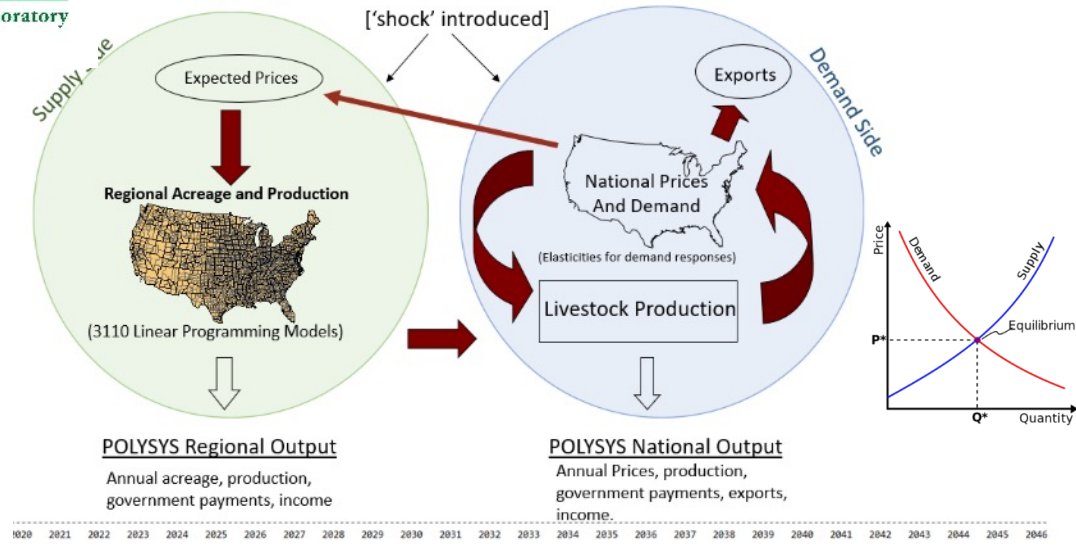 oratory
['shock' introduced]
Supply
Demand Side
Expected Prices
Exports
Regional Acreage and Production
National Prices
And Demand
(Elasticities for demand responses)
Livestock Production
(3110 Linear Programming Models)
Price
Demand
Supply
Equilibrium
P*
Q*
Quantity
POLYSYS Regional Output
Annual acreage, production,
government payments, income
POLYSYS National Output
Annual Prices, production,
government payments, exports,
income.
2020 2021 2022 2023 2024 2025 2026 2027 2028 2029 2030 2031 2032 2033 2034 2035 2036 2037 2038 2039 2040 2041 2042 2043 2044 2045 2046